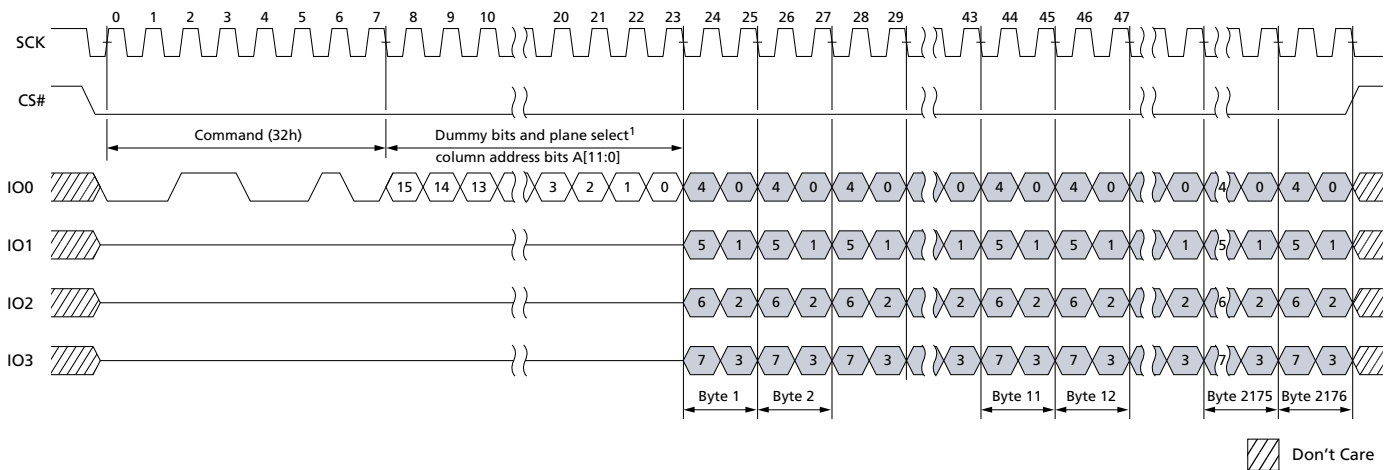 0 1 2 3 4 5 6 7 8 9 10 20 21 22 23 24 25 26 27 28 29 43 44 45 46 47
SCK
CS#
Command (32h) Dummy bits and plane select1
column address bits A[11:0]
IO0 15 14 13 3 2 1 0 4 0 4 0 4 0 0 4 0 4 0 0 4 0 4 0
IO1 5 1 5 1 5 1 1 5 1 5 1 1 5 1 5 1
IO2 6 2 6 2 6 2 2 6 2 6 2 2 6 2 6 2
IO3 7 3 7 3 7 3 3 7 3 7 3 3 7 3 7 3
Byte 1 Byte 2 Byte 11 Byte 12 Byte 2175 Byte 2176
Don't Care